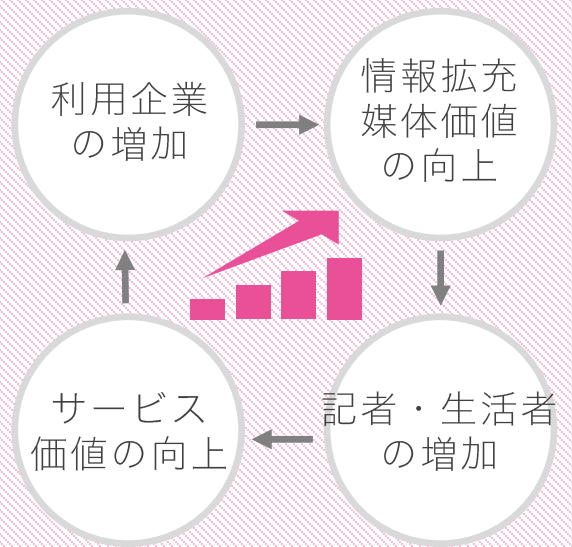 利用企業
の増加
情報拡充
媒体価値
の向上
記者・生活者
の増加
サービス
価値の向上